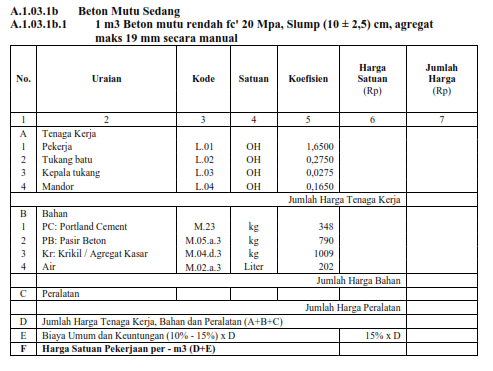 A.1.03.1b Beton Mutu Sedang
A.1.03.1b.1 1 m3 Beton mutu rendah fc' 20 Mpa, Slump (10 ± 2,5) cm, agregat
maks 19 mm secara manual
No. Uraian Kode Satuan Koefisien Harga Satuan (Rp) Jumlah Harga (Rp)
1 2 3 4 5 6 7
A Tenaga Kerja
1 Pekerja L.01 OH 1,6500
2 Tukang batu L.02 OH 0,2750
3 Kepala tukang L.03 OH 0,0275
4 Mandor L.04 OH 0,1650
Jumlah Harga Tenaga Kerja
B Bahan
1 PC: Portland Cement M.23 kg 348
2 PB: Pasir Beton M.05.a.3 kg 790
3 Kr: Krikil / Agregat Kasar M.04.d.3 kg 1009
4 Air M.02.a.3 Liter 202
Jumlah Harga Bahan
C Peralatan
Jumlah Harga Peralatan
D Jumlah Harga Tenaga Kerja, Bahan dan Peralatan (A+B+C)
E Biaya Umum dan Keuntungan (10% - 15%) x D 15% x D
F Harga Satuan Pekerjaan per - m3 (D+E)